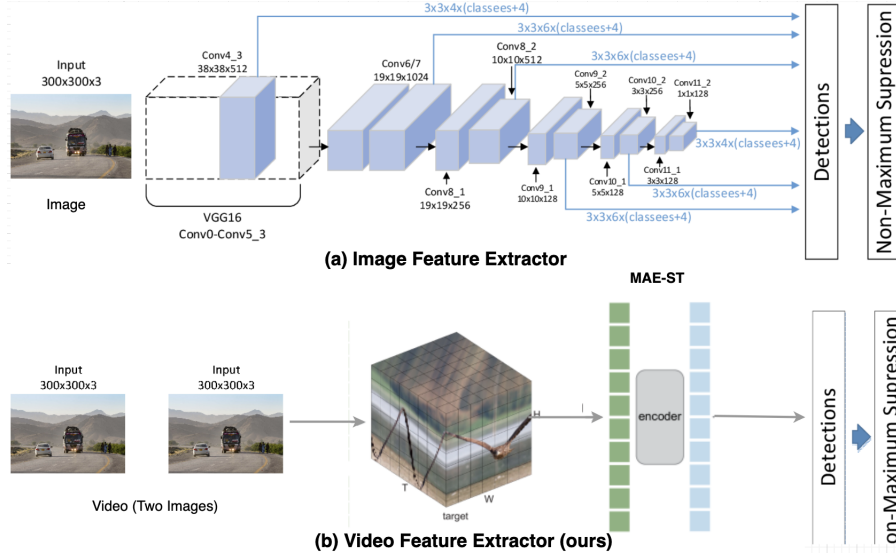 3x3x4x(classees+4)
3x3x6x(classees+4)
3x3x6x(classees+4)
Input
300x300x3
Conv4_3
38x38x512
Conv6/7
19x19x1024
Conv8_2
10x10x512
Conv9_2
5x5x256
Conv10_2
3x3x256
Conv11_2
1x1x128
3x3x4x(classees+4)
Image
VGG16
Conv0-Conv5_3
Conv8_1
19x19x256
Conv9_1
10x10x128
Conv10_1
5x5x128
Conv11_1
3x3x128
3x3x6x(classees+4)
3x3x6x(classees+4)
Detections
Non-Maximum Supression
(a) Image Feature Extractor
MAE-ST
Input
300x300x3
Input
300x300x3
H
T
W
target
encoder
Detections
on-Maximum Supression
Video (Two Images)
(b) Video Feature Extractor (ours)